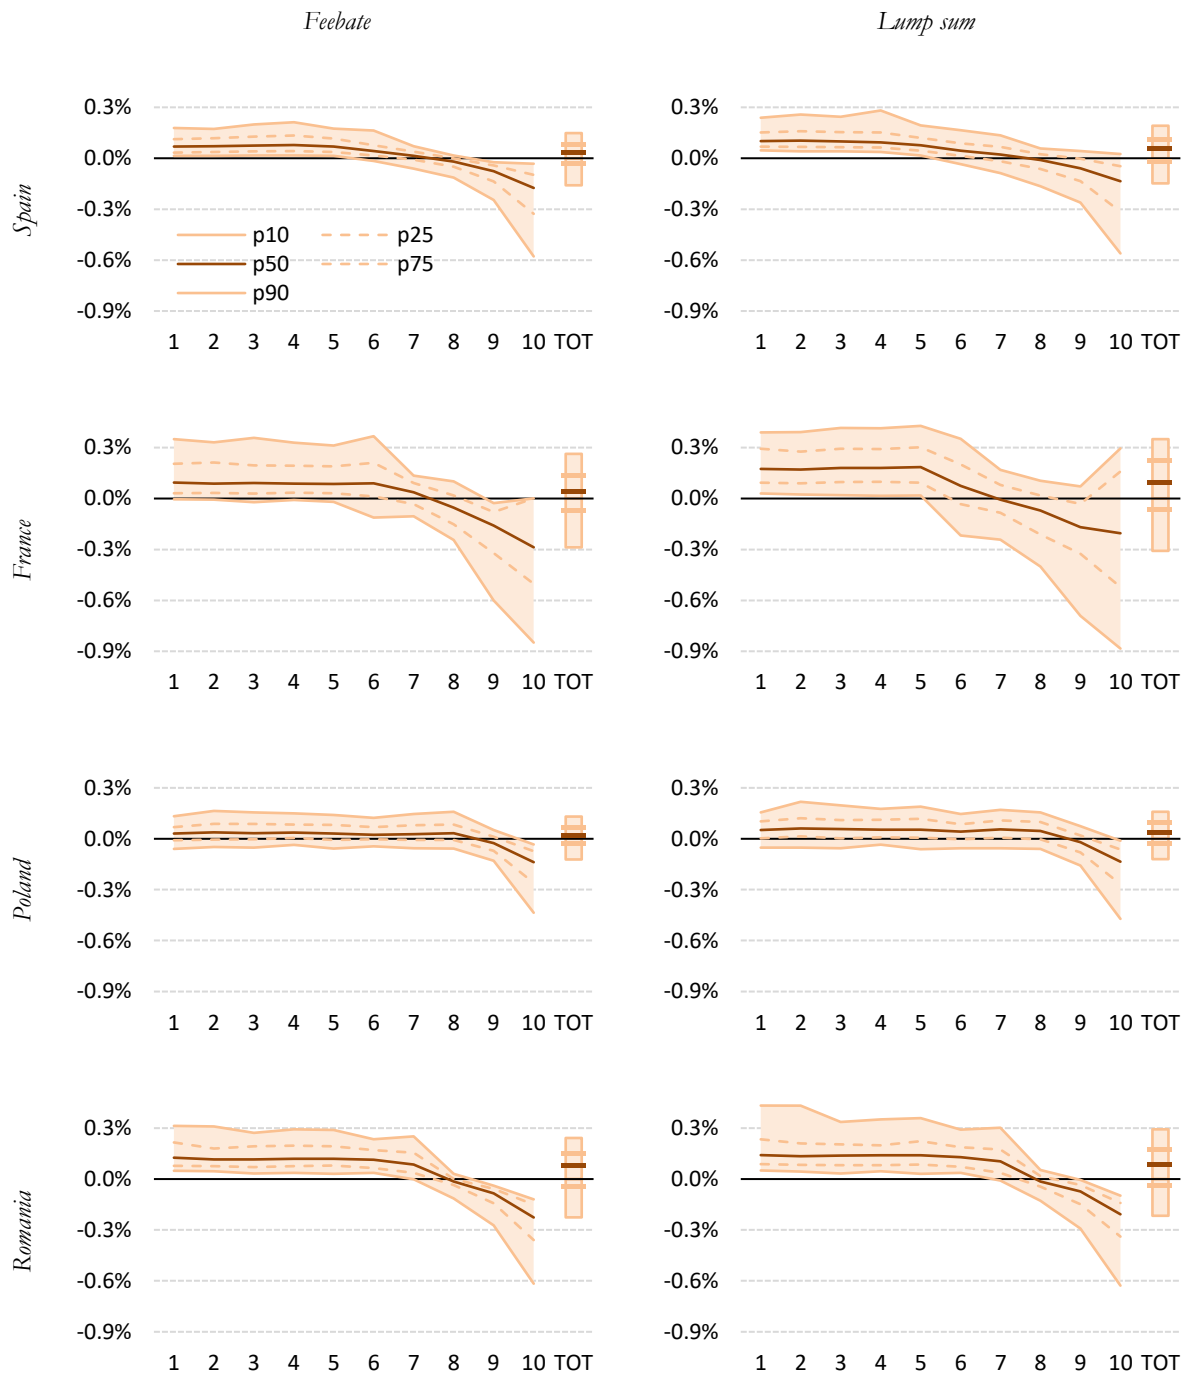 Feebate Lump sum
Spain
0.3% 0.3%
0.0% 0.0%
-0.3% -0.3%
p10 p25
p50 p75
-0.6% -0.6%
p90
-0.9% -0.9%
1 2 3 4 5 6 7 8 9 10 TOT 1 2 3 4 5 6 7 8 9 10 TOT
France
0.3% 0.3%
0.0% 0.0%
-0.3% -0.3%
-0.6% -0.6%
-0.9% -0.9%
1 2 3 4 5 6 7 8 9 10 TOT 1 2 3 4 5 6 7 8 9 10 TOT
Poland
0.3% 0.3%
0.0% 0.0%
-0.3% -0.3%
-0.6% -0.6%
-0.9% -0.9%
1 2 3 4 5 6 7 8 9 10 TOT 1 2 3 4 5 6 7 8 9 10 TOT
Romania
0.3% 0.3%
0.0% 0.0%
-0.3% -0.3%
-0.6% -0.6%
-0.9% -0.9%
1 2 3 4 5 6 7 8 9 10 TOT 1 2 3 4 5 6 7 8 9 10 TOT